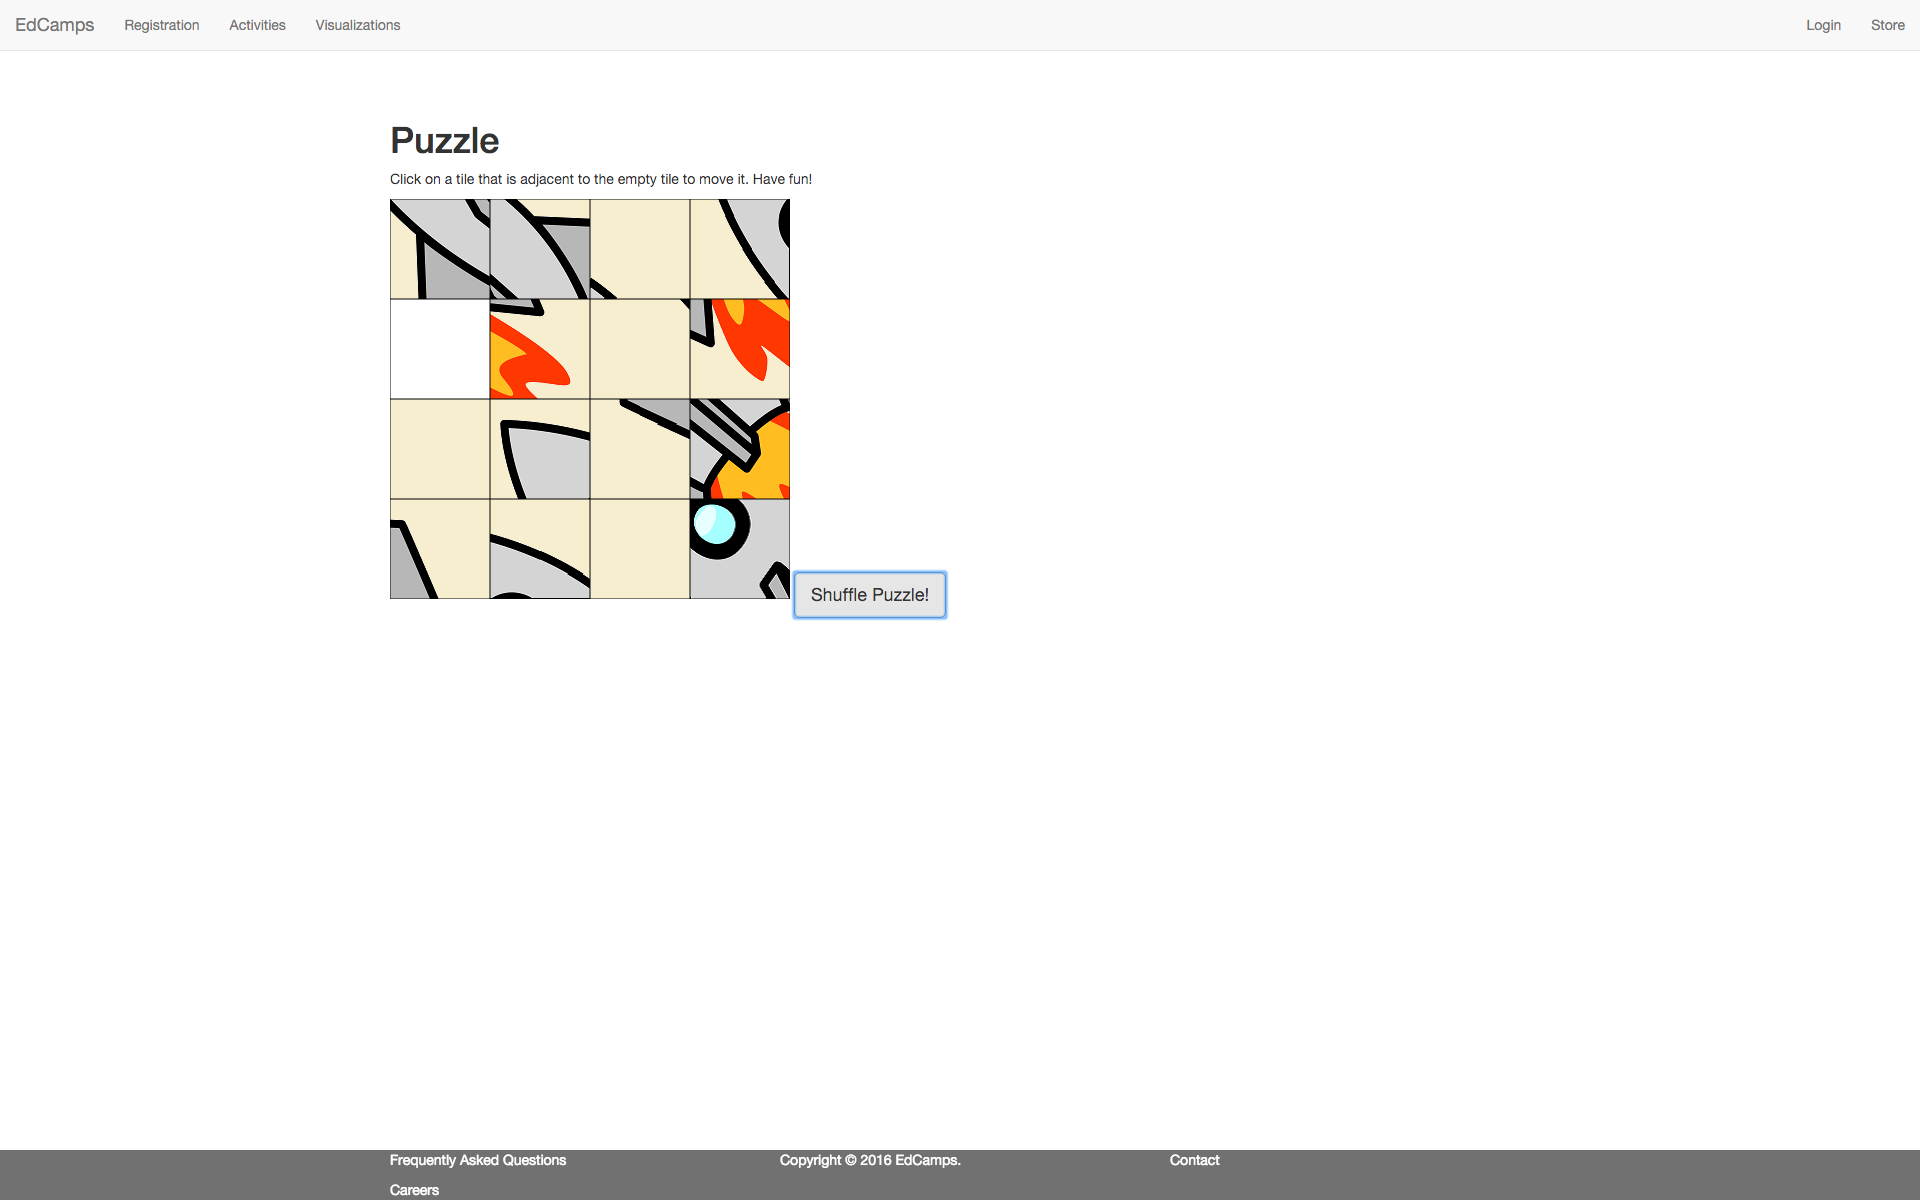 EdCamps Registration Activities Visualizations Login Store
Puzzle
Click on a tile that is adjacent to the empty tile to move it. Have fun!
Shuffle Puzzle!
Frequently Asked Questions Copyright © 2016 EdCamps. Contact
Careers